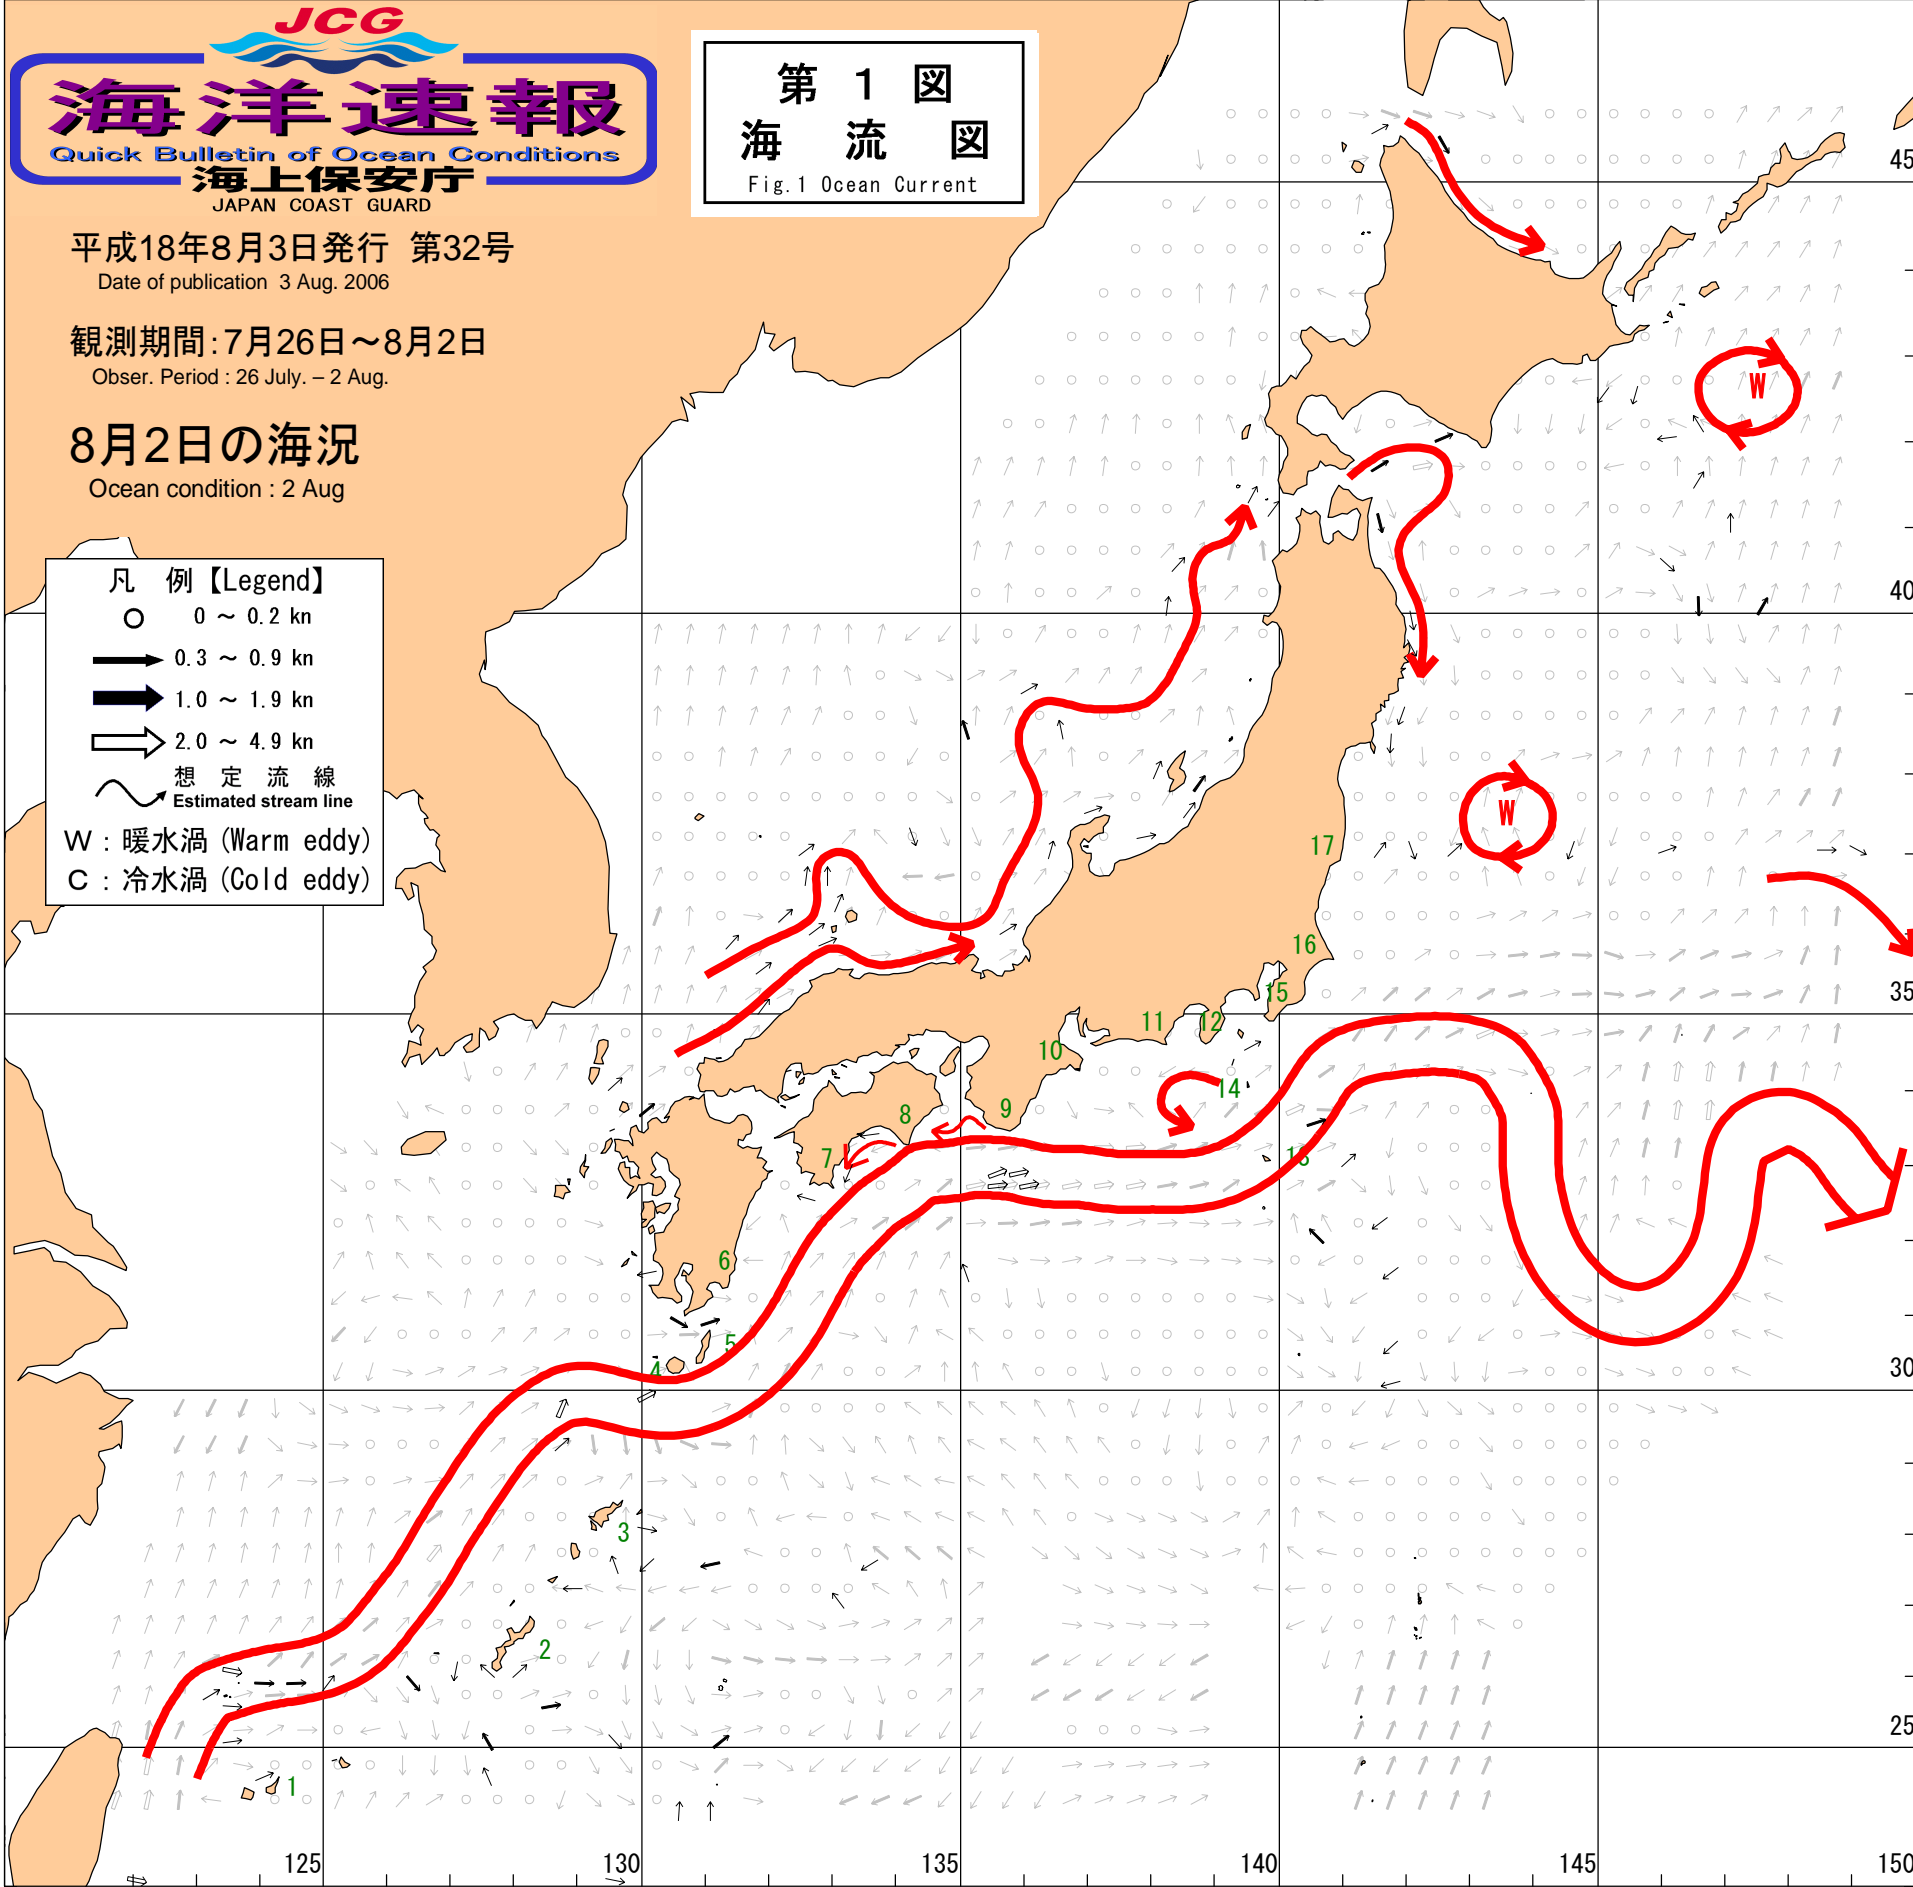 JCG
海洋速報
Quick Bulletin of Ocean Conditions
海上保安庁
JAPAN COAST GUARD
第 1 図
海 流 図
Fig.1 Ocean Current
平成18年8月3日発行 第32号
Date of publication 3 Aug. 2006
観測期間:7月26日～8月2日
Obser. Period : 26 July. – 2 Aug.
8月2日の海況
Ocean condition : 2 Aug
凡 例【Legend】
0 ～ 0.2 kn
0.3 ～ 0.9 kn
1.0 ～ 1.9 kn
2.0 ～ 4.9 kn
想 定 流 線
Estimated stream line
W : 暖水渦 (Warm eddy)
C : 冷水渦 (Cold eddy)
45
W
40
W
17
16
35
15
12
11
10
14
9
8
7
13
6
5
4
30
3
2
25
1
125
130
135
140
145
150